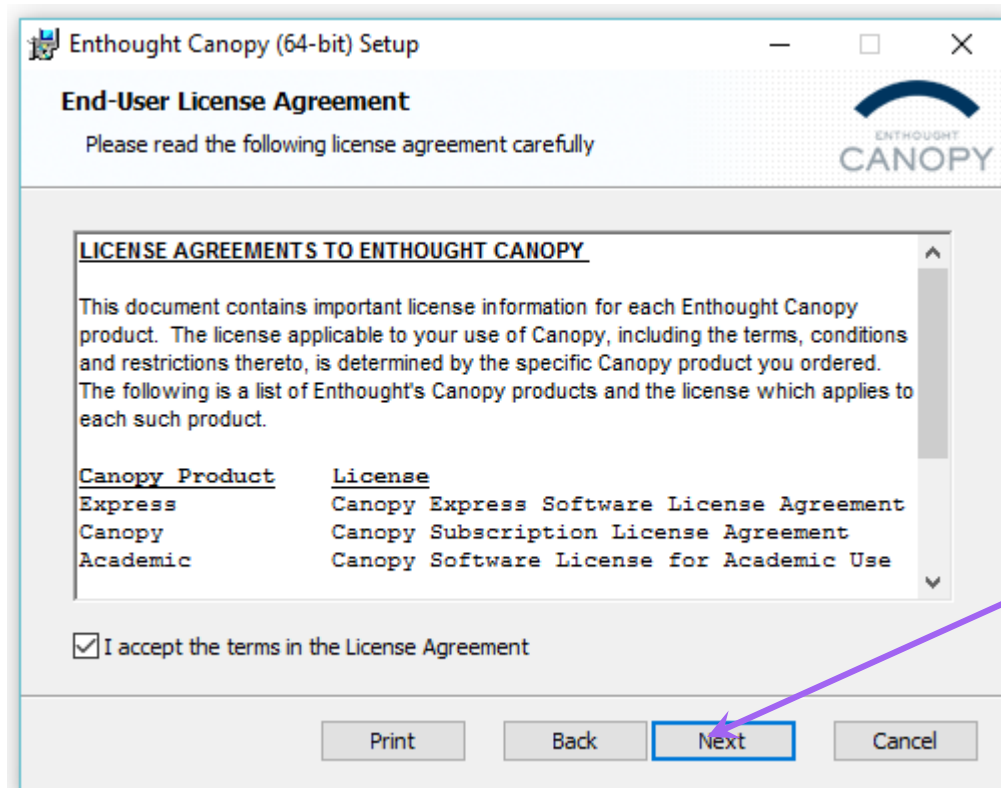 Enthought Canopy (64-bit) Setup
End-User License Agreement
Please read the following license agreement carefully
ENTHOUGHT
CANOPY
LICENSE AGREEMENTS TO ENTHOUGHT CANOPY
This document contains important license information for each Enthought Canopy
product.  The license applicable to your use of Canopy, including the terms, conditions
and restrictions thereto, is determined by the specific Canopy product you ordered.
The following is a list of Enthought's Canopy products and the license which applies to
each such product.
Canopy Product License
Express Canopy Express Software License Agreement
Canopy Canopy Subscription License Agreement
Academic Canopy Software License for Academic Use
I accept the terms in the License Agreement
Print Back Next Cancel